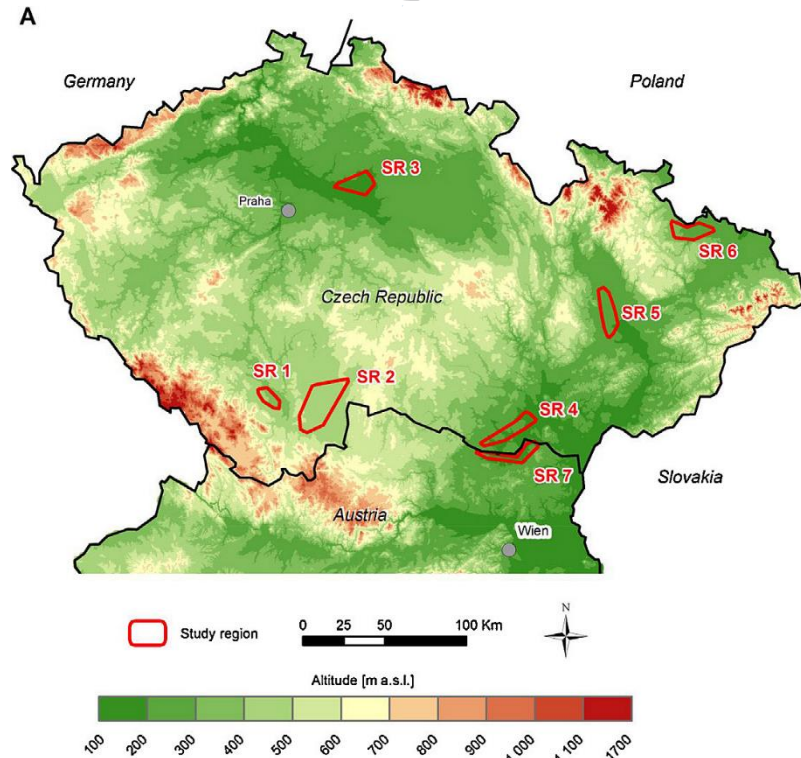 A
Germany
Poland
SR 3
Praha
SR 6
Czech Republic
SR 5
SR 1
SR 2
SR 4
SR 7
Slovakia
Austria
Wien
Study region
0 25 50 100 Km
N
Altitude [m a.s.l.]
100 200 300 400 500 600 700 800 900 1 000 1 100 1700